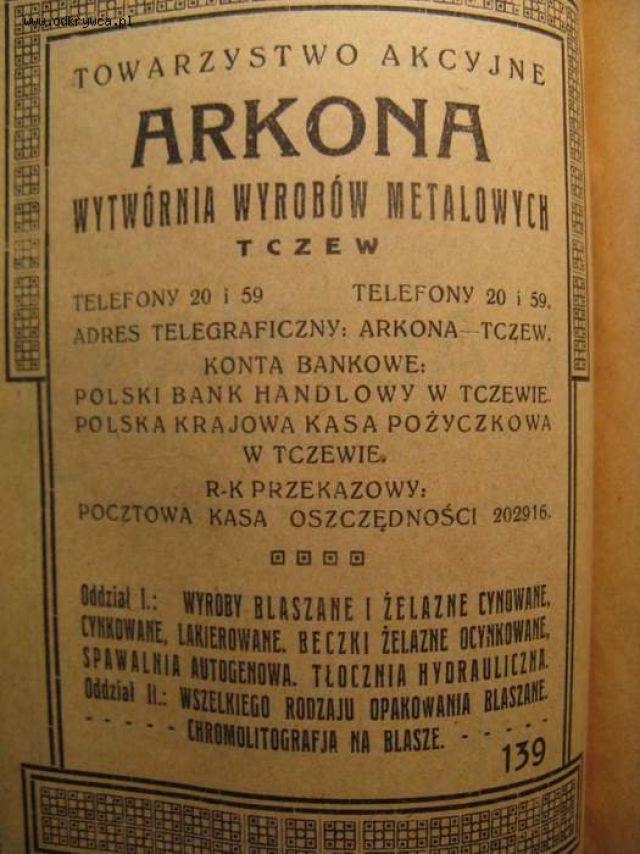 www.odkrywca.pl
TOWARZYSTWO AKCYJNE
ARKONA
WYTWÓRNIA WYROBÓW METALOWYCH
TCZEW
TELEFONY 20 i 59 TELEFONY 20 i 59.
ADRES TELEGRAFICZNY: ARKONA—TCZEW.
KONTA BANKOWE:
POLSKI BANK HANDLOWY W TCZEWIE.
POLSKA KRAJOWA KASA POŻYCZKOWA
W TCZEWIE.
R-K PRZEKAZOWY:
POCZTOWA KASA OSZCZĘDNOŚCI 202916.
Oddział I.: WYROBY BLASZANE I ŻELAZNE CYNOWANE,
CYNKOWANE, LAKIEROWANE. BECZKI ŻELAZNE OCYNKOWANE,
SPAWALNIA AUTOGENOWA. TŁOCZNIA HYDRAULICZNA.
Oddział II.: WSZELKIEGO RODZAJU OPAKOWANIA BLASZANE.
- - - - - CHROMOLITOGRAFJA NA BLASZE. - - - - -
139